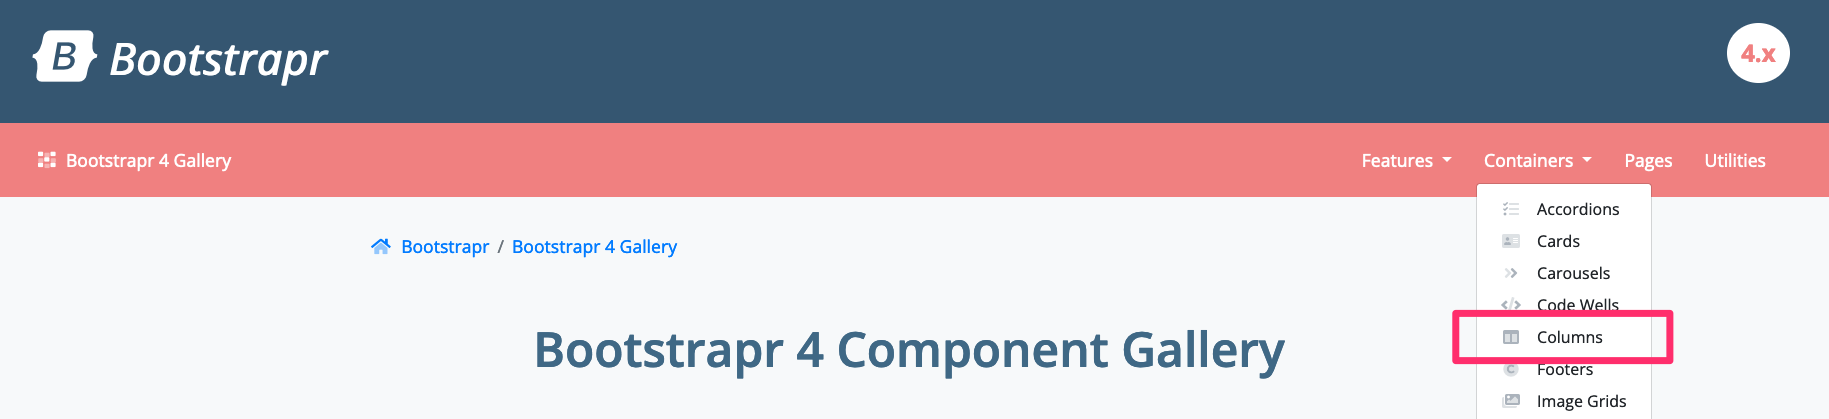 B Bootstrapr
4.x
Bootstrapr 4 Gallery
Features
Containers
Pages
Utilities
Accordions
Cards
Carousels
Code Wells
Columns
Footers
Image Grids
Bootstrapr / Bootstrapr 4 Gallery
Bootstrapr 4 Component Gallery